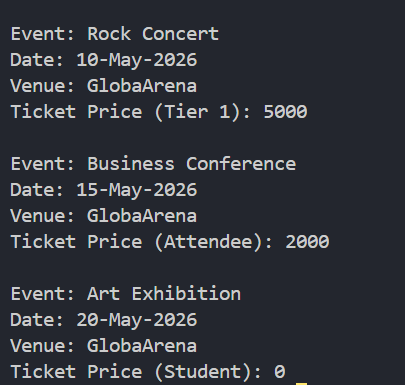 Event: Rock Concert
Date: 10-May-2026
Venue: GlobaArena
Ticket Price (Tier 1): 5000
Event: Business Conference
Date: 15-May-2026
Venue: GlobaArena
Ticket Price (Attendee): 2000
Event: Art Exhibition
Date: 20-May-2026
Venue: GlobaArena
Ticket Price (Student): 0